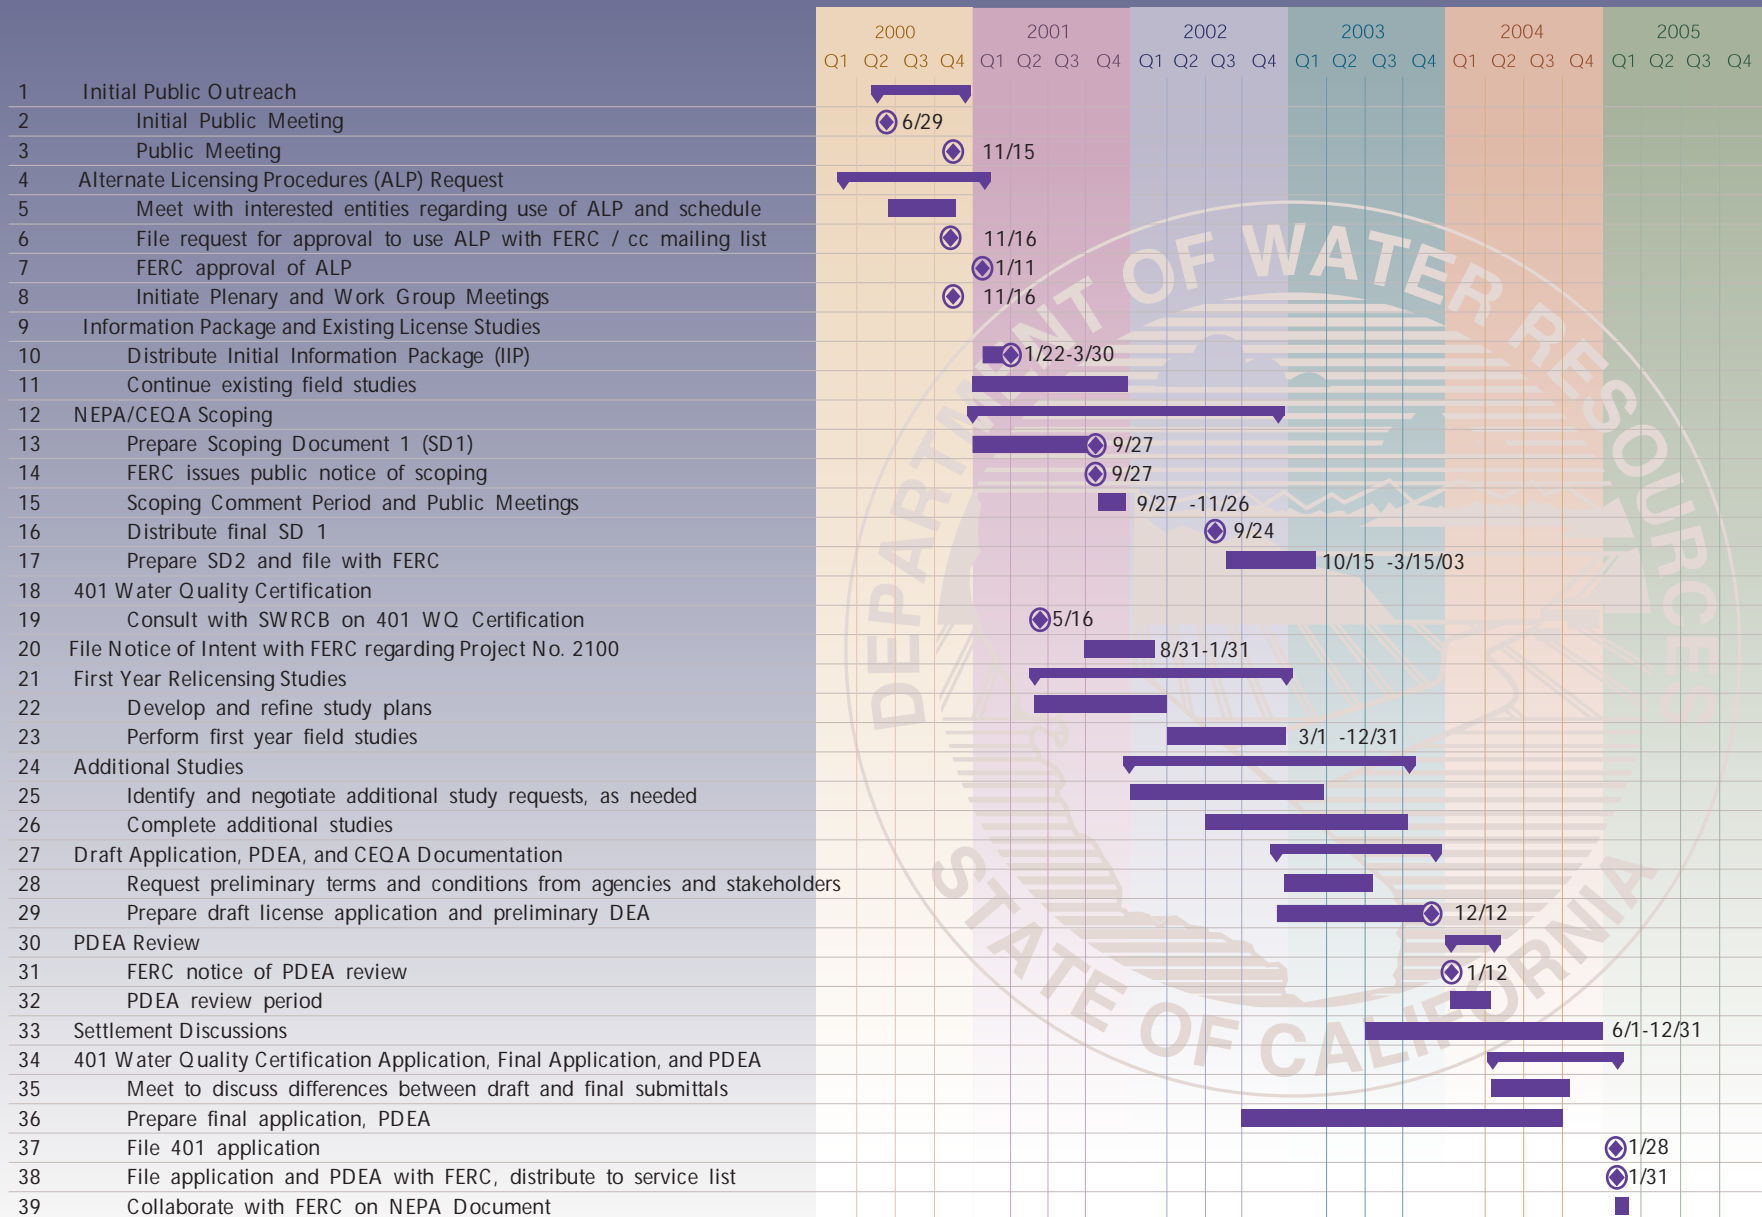 2000 2001 2002 2003 2004 2005
Q1 Q2 Q3 Q4 Q1 Q2 Q3 Q4 Q1 Q2 Q3 Q4 Q1 Q2 Q3 Q4 Q1 Q2 Q3 Q4 Q1 Q2 Q3 Q4
1 Initial Public Outreach
2 Initial Public Meeting 6/29
3 Public Meeting 11/15
4 Alternate Licensing Procedures (ALP) Request
5 Meet with interested entities regarding use of ALP and schedule
6 File request for approval to use ALP with FERC / cc mailing list 11/16
7 FERC approval of ALP 1/11
8 Initiate Plenary and Work Group Meetings 11/16
9 Information Package and Existing License Studies
10 Distribute Initial Information Package (IIP) 1/22-3/30
11 Continue existing field studies
12 NEPA/CEQA Scoping
13 Prepare Scoping Document 1 (SD1) 9/27
14 FERC issues public notice of scoping 9/27
15 Scoping Comment Period and Public Meetings 9/27 -11/26
16 Distribute final SD 1 9/24
17 Prepare SD2 and file with FERC 10/15 -3/15/03
18 401 Water Quality Certification
19 Consult with SWRCB on 401 WQ Certification 5/16
20 File Notice of Intent with FERC regarding Project No. 2100 8/31-1/31
21 First Year Relicensing Studies
22 Develop and refine study plans
23 Perform first year field studies 3/1 -12/31
24 Additional Studies
25 Identify and negotiate additional study requests, as needed
26 Complete additional studies
27 Draft Application, PDEA, and CEQA Documentation
28 Request preliminary terms and conditions from agencies and stakeholders
29 Prepare draft license application and preliminary DEA 12/12
30 PDEA Review
31 FERC notice of PDEA review 1/12
32 PDEA review period
33 Settlement Discussions 6/1-12/31
34 401 Water Quality Certification Application, Final Application, and PDEA
35 Meet to discuss differences between draft and final submittals
36 Prepare final application, PDEA
37 File 401 application 1/28
38 File application and PDEA with FERC, distribute to service list 1/31
39 Collaborate with FERC on NEPA Document
DEPARTMENT OF WATER RESOURCES
STATE OF CALIFORNIA